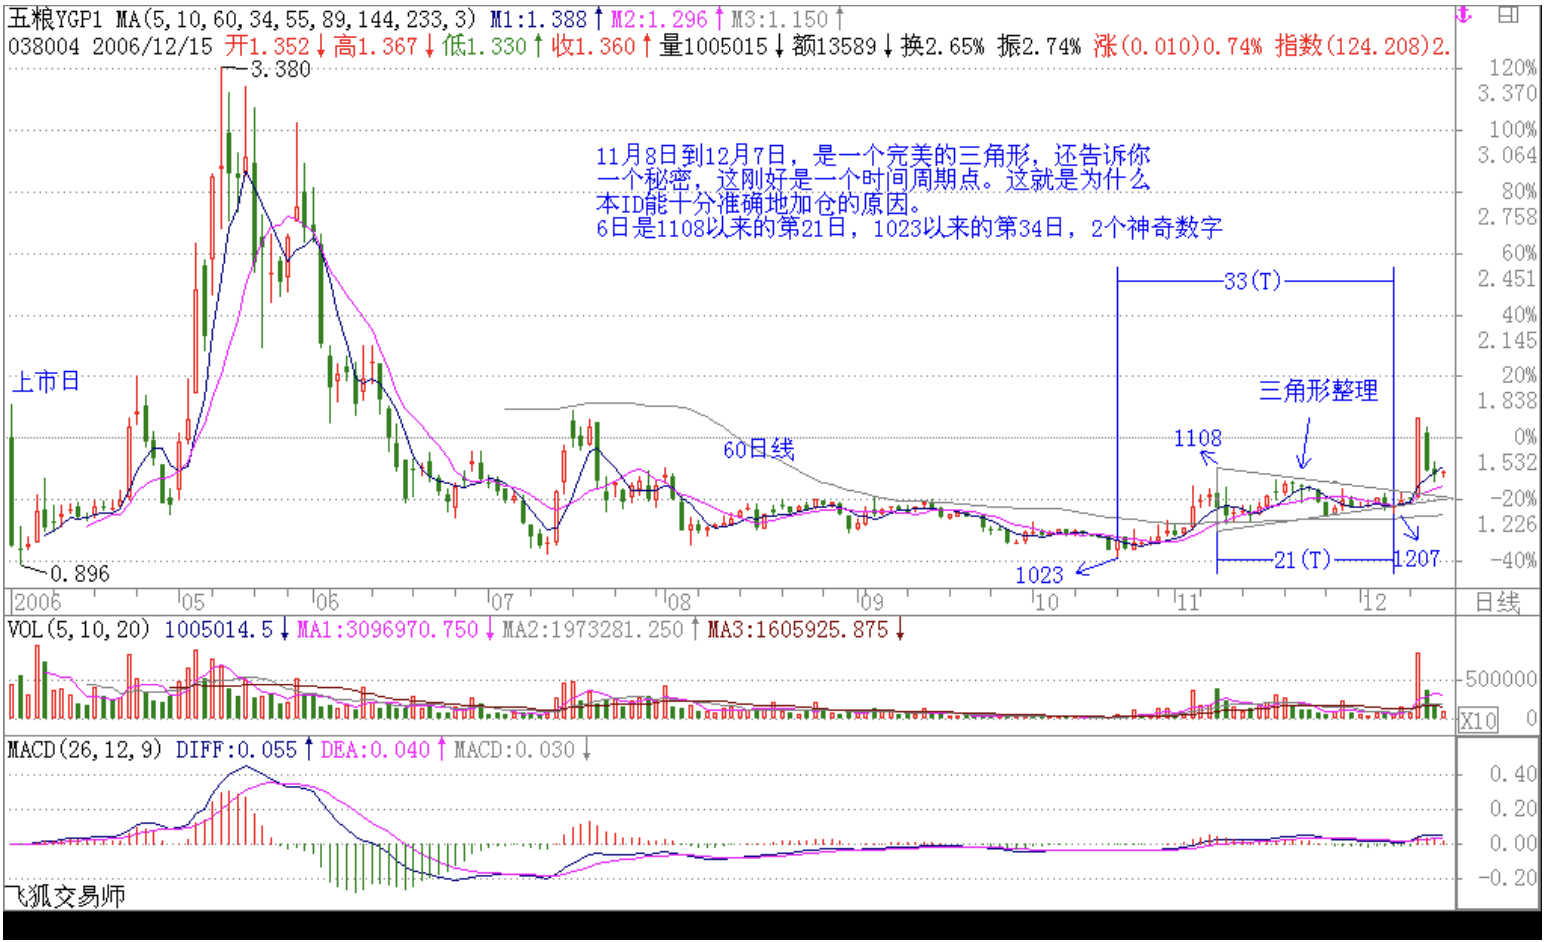 五粮YGP1 MA(5,10,60,34,55,89,144,233,3) M1:1.388↑ M2:1.296↑ M3:1.150↑
038004 2006/12/15 开1.352↓ 高1.367↓ 低1.330↑ 收1.360↑ 量1005015↓ 额13589↓ 换2.65% 振2.74% 涨(0.010)0.74% 指数(124.208)2.
3.380
120%
3.370
100%
3.064
80%
2.758
60%
2.451
40%
2.145
20%
1.838
0%
1.532
-20%
1.226
-40%
11月8日到12月7日，是一个完美的三角形，还告诉你
一个秘密，这刚好是一个时间周期点。这就是为什么
本ID能十分准确地加仓的原因。
6日是1108以来的第21日，1023以来的第34日，2个神奇数字
33(T)
上市日
三角形整理
1108
60日线
21(T)
1207
1023
0.896
2006 05 06 07 08 09 10 11 12 日线
VOL(5,10,20) 1005014.5↓ MA1:3096970.750↓ MA2:1973281.250↑ MA3:1605925.875↓
500000
X10 0
MACD(26,12,9) DIFF:0.055↑ DEA:0.040↑ MACD:0.030↓
0.40
0.20
0.00
-0.20
飞狐交易师